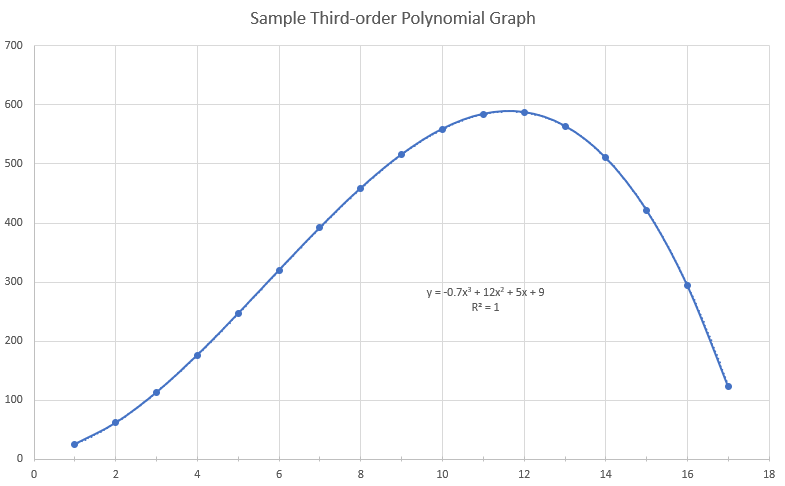 Sample Third-order Polynomial Graph
700
600
500
400
300
200
100
0
y = -0.7x³ + 12x² + 5x + 9
R² = 1
0 2 4 6 8 10 12 14 16 18